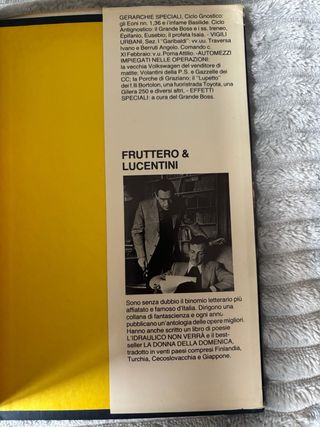 GERARCHIE SPECIALI, Ciclo Gnostico:
gli Eoni nn. 1,36 e l'infame Basilide. Ciclo
Antignostico: il Grande Boss e i ss. Ireneo,
Epifanio, Eusebio; il profeta Isaia. - VIGILI
URBANI, Sez. I "Garibaldi": vv.uu. Traversa
Ivano e Berruti Angelo. Comando c.
XI Febbraio: v.u. Poma Attilio. -AUTOMEZZI
IMPIEGATI NELLE OPERAZIONI:
la vecchia Volkswagen del venditore di
matite; Volantini della P.S. e Gazzelle dei
CC; la Porche di Graziano; il "Lupetto"
dei f.lli Bortolon, una fuoristrada Toyota, una
Gilera 250 e diversi altri, - EFFETTI
SPECIALI: a cura del Grande Boss.
FRUTTERO &
LUCENTINI
Sono senza dubbio il binomio letterario più
affiatato e famoso d'Italia. Dirigono una
collana di fantascienza e ogni annu
pubblicano un'antologia delle opere migliori.
Hanno anche scritto un libro di poesie
L'IDRAULICO NON VERRÀ e il best-
seller LA DONNA DELLA DOMENICA,
tradotto in venti paesi compresi Finlandia,
Turchia, Cecoslovacchia e Giappone.